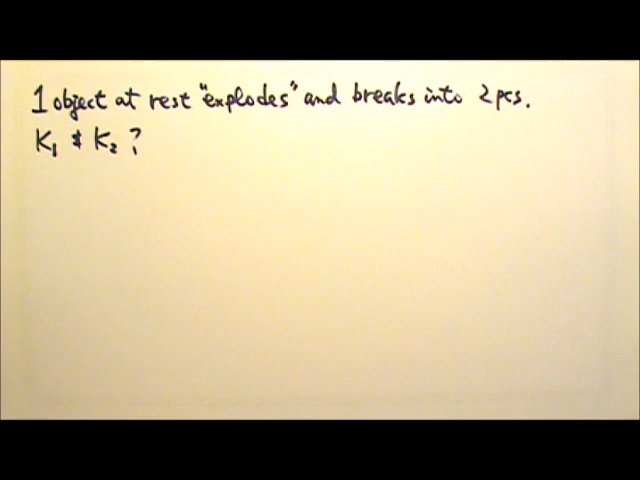 1 object at rest "explodes" and breaks into 2 pcs.
K₁ & K₂ ?